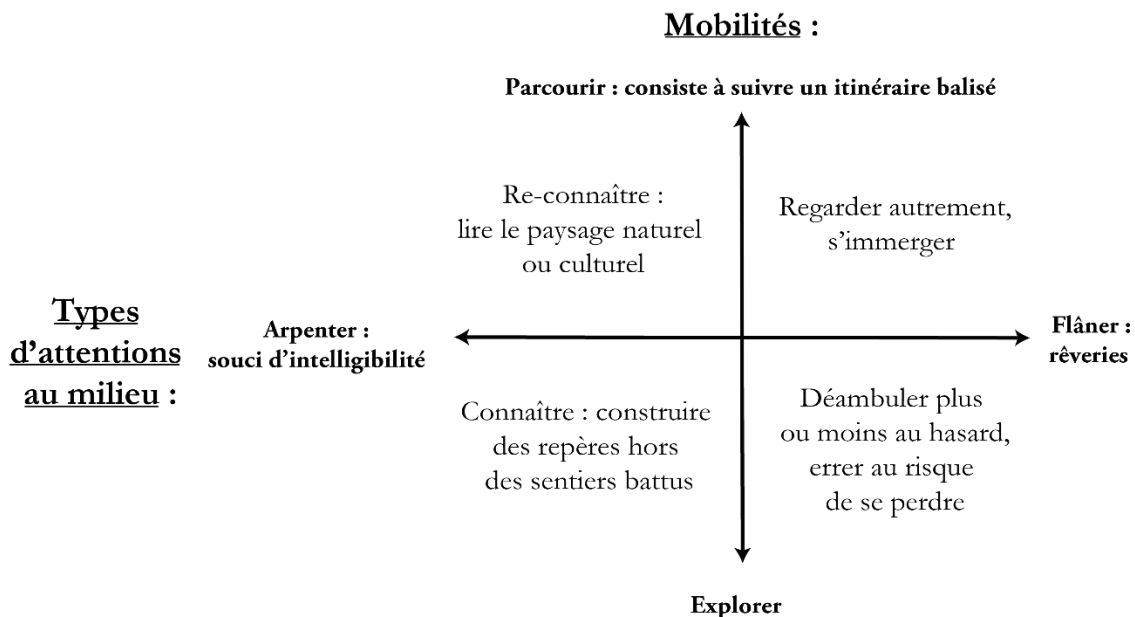 Mobilités :
Parcourir : consiste à suivre un itinéraire balisé
Re-connaître :
lire le paysage naturel
ou culturel
Regarder autrement,
s’immerger
Types
d’attentions
au milieu :
Arpenter :
souci d’intelligibilité
Flâner :
rêveries
Connaître : construire
des repères hors
des sentiers battus
Déambuler plus
ou moins au hasard,
errer au risque
de se perdre
Explorer